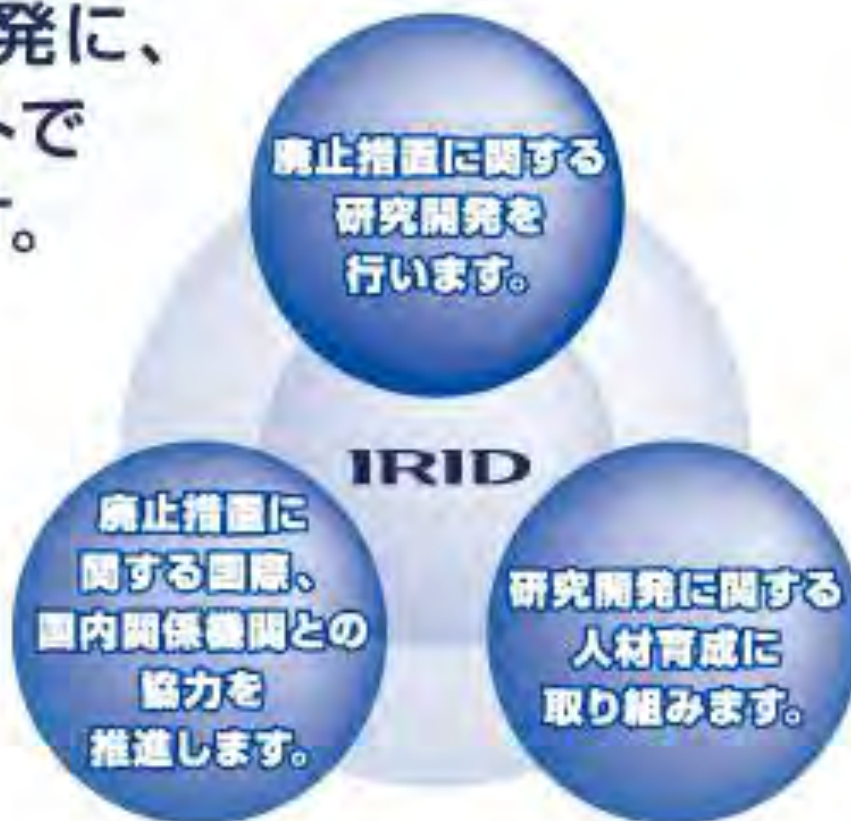 発に、
で
。
廃止措置に関する
研究開発を
行います。
IRID
廃止措置に
関する国際、
国内関係機関との
協力を
推進します。
研究開発に関する
人材育成に
取り組みます。